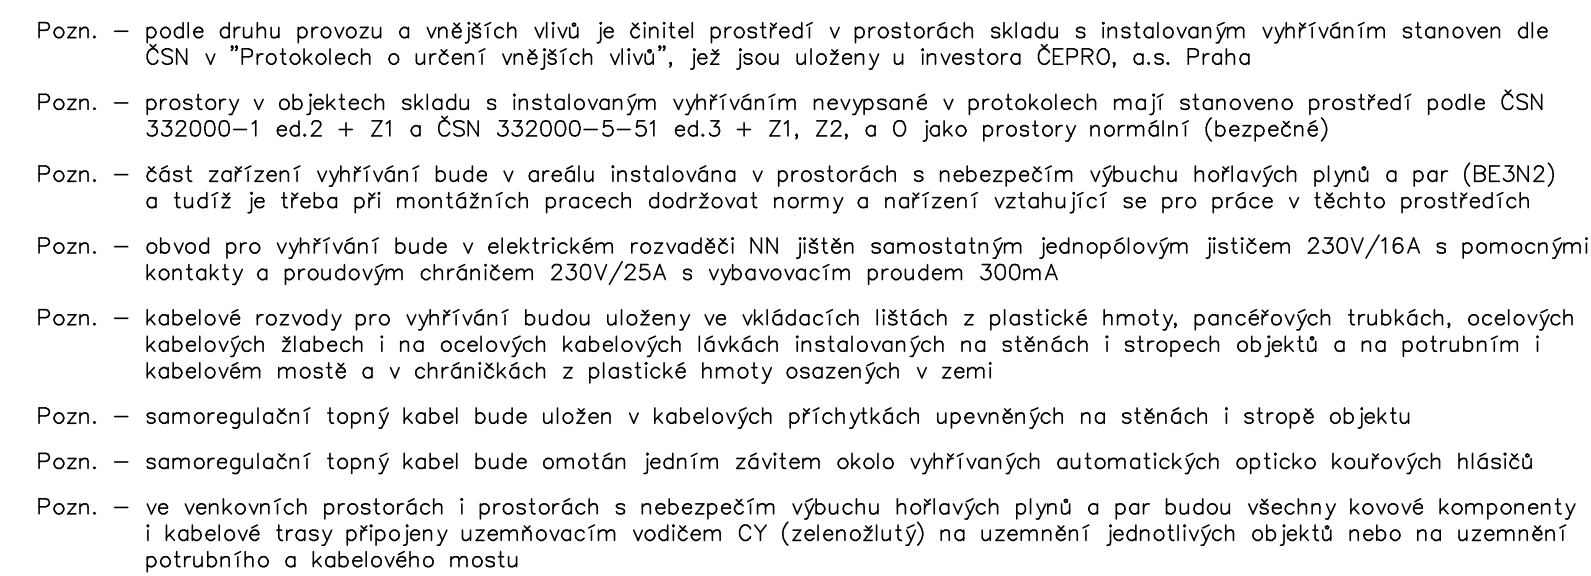 Pozn. – podle druhu provozu a vnějších vlivů je činitel prostředí v prostorách skladu s instalovaným vyhříváním stanoven dle
ČSN v "Protokolech o určení vnějších vlivů", jež jsou uloženy u investora ČEPRO, a.s. Praha
Pozn. – prostory v objektech skladu s instalovaným vyhříváním nevypsané v protokolech mají stanoveno prostředí podle ČSN
332000–1 ed.2 + Z1 a ČSN 332000–5–51 ed.3 + Z1, Z2, a O jako prostory normální (bezpečné)
Pozn. – část zařízení vyhřívání bude v areálu instalována v prostorách s nebezpečím výbuchu hořlavých plynů a par (BE3N2)
a tudíž je třeba při montážních pracech dodržovat normy a nařízení vztahující se pro práce v těchto prostředích
Pozn. – obvod pro vyhřívání bude v elektrickém rozvaděči NN jištěn samostatným jednopólovým jističem 230V/16A s pomocnými
kontakty a proudovým chráničem 230V/25A s vybavovacím proudem 300mA
Pozn. – kabelové rozvody pro vyhřívání budou uloženy ve vkládacích lištách z plastické hmoty, pancéřových trubkách, ocelových
kabelových žlabech i na ocelových kabelových lávkách instalovaných na stěnách i stropech objektů a na potrubním i
kabelovém mostě a v chráničkách z plastické hmoty osazených v zemi
Pozn. – samoregulační topný kabel bude uložen v kabelových příchytkách upevněných na stěnách i stropě objektu
Pozn. – samoregulační topný kabel bude omotán jedním závitem okolo vyhřívaných automatických opticko kouřových hlásičů
Pozn. – ve venkovních prostorách i prostorách s nebezpečím výbuchu hořlavých plynů a par budou všechny kovové komponenty
i kabelové trasy připojeny uzemňovacím vodičem CY (zelenožlutý) na uzemnění jednotlivých objektů nebo na uzemnění
potrubního a kabelového mostu